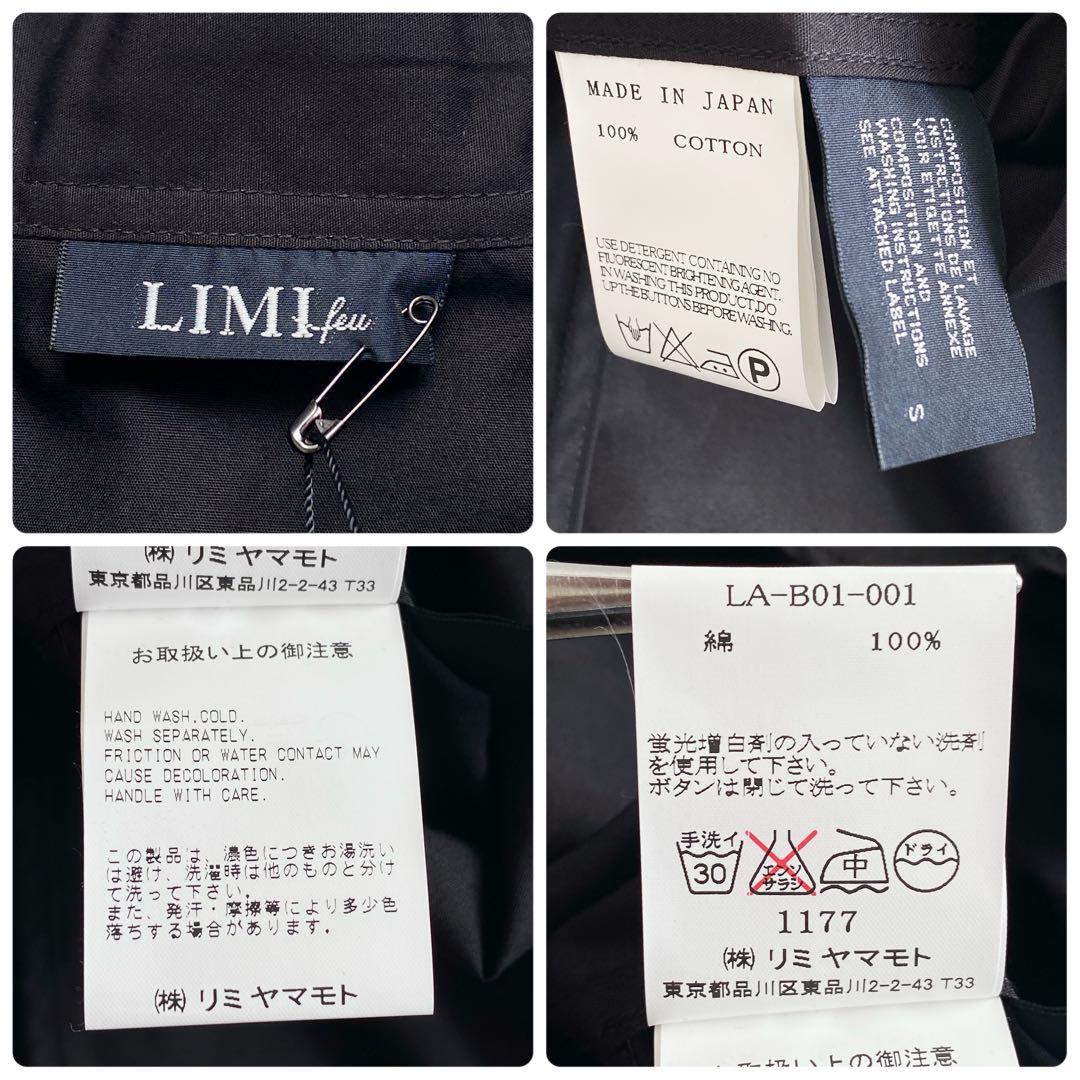 LIMI feu
MADE IN JAPAN
100% COTTON
USE DETERGENT CONTAINING NO
FIUORESCENT BRIGHTENING AGENT.
IN WASHING THIS PRODUCT,DO
UP THE BUTTONS BEFORE WASHING.
P
COMPOSITION ET LAVAGE
INSTRCTIONS DE
VOIR ETIQETTE ANNEXE
COMPOSITION AND
WASHING INSTRUCTIONS
SEE ATTACHED LABEL
S
㈱ リミ ヤマモト
東京都品川区東品川2-2-43 T33
お取扱い上の御注意
HAND WASH,COLD.
WASH SEPARATELY.
FRICTION OR WATER CONTACT MAY
CAUSE DECOLORATION.
HANDLE WITH CARE.
この製品は、濃色につきお湯洗い
は避け、洗濯時は他のものと分け
て洗って下さい。
また、発汗・摩擦等により多少色
落ちする場合があります.
㈱ リミ ヤマモト
LA-B01-001
綿 100%
蛍光増白剤の入っていない洗剤
を使用して下さい。
ボタンは閉じて洗って下さい。
手洗イ
30
エンソ
サラシ
中
ドライ
1177
㈱ リミ ヤマモト
東京都品川区東品川2-2-43 T33
お取扱い上の御注意